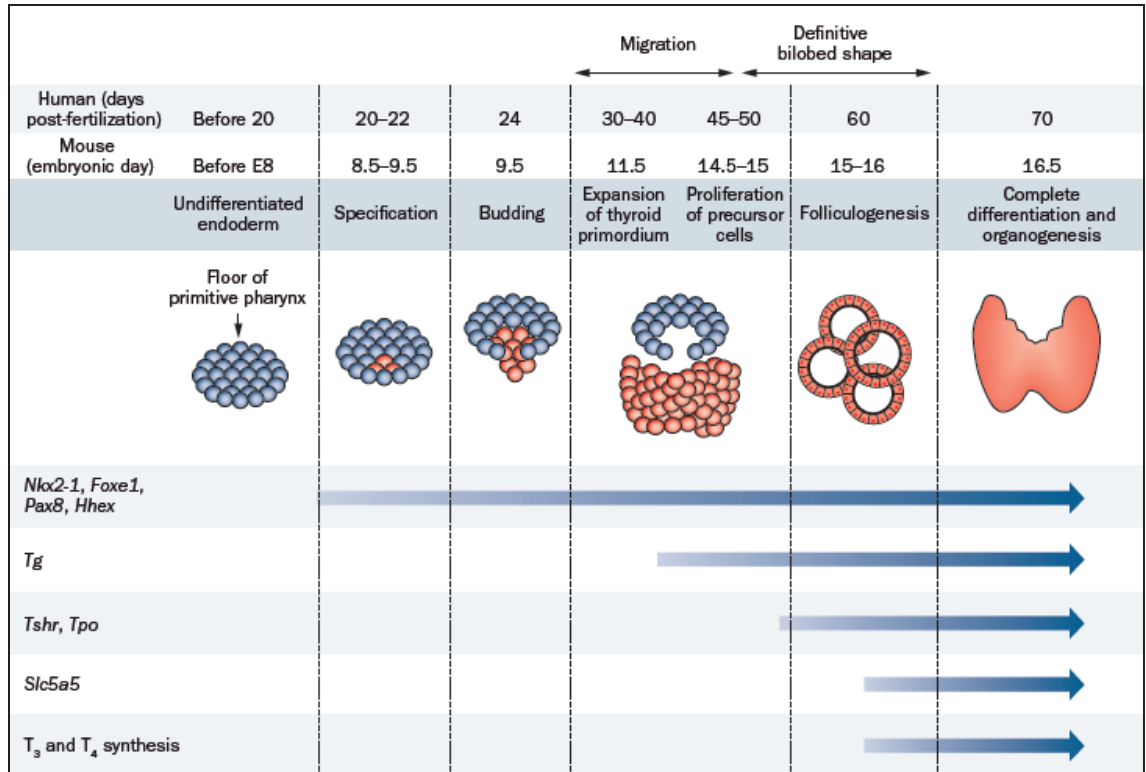 Migration
Definitive
bilobed shape
Human (days
post-fertilization) Before 20 20–22 24 30–40 45–50 60 70
Mouse
(embryonic day) Before E8 8.5–9.5 9.5 11.5 14.5–15 15–16 16.5
Undifferentiated
endoderm
Specification
Budding
Expansion
of thyroid
primordium
Proliferation
of precursor
cells
Folliculogenesis
Complete
differentiation and
organogenesis
Floor of
primitive pharynx
Nkx2-1, Foxe1,
Pax8, Hhex
Tg
Tshr, Tpo
Slc5a5
T₃ and T₄ synthesis